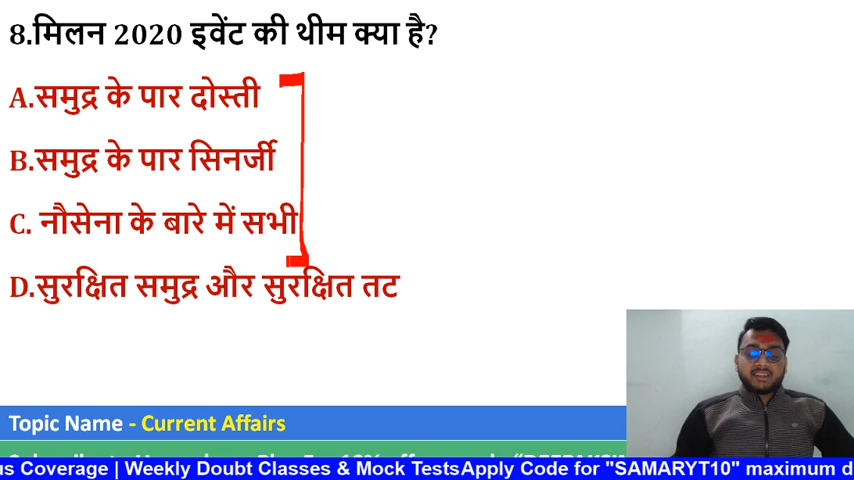 8.मिलन 2020 इवेंट की थीम क्या है?
A.समुद्र के पार दोस्ती
B.समुद्र के पार सिनर्जी
C. नौसेना के बारे में सभी
D.सुरक्षित समुद्र और सुरक्षित तट
Topic Name - Current Affairs
us Coverage | Weekly Doubt Classes & Mock TestsApply Code for "SAMARYT10" maximum d